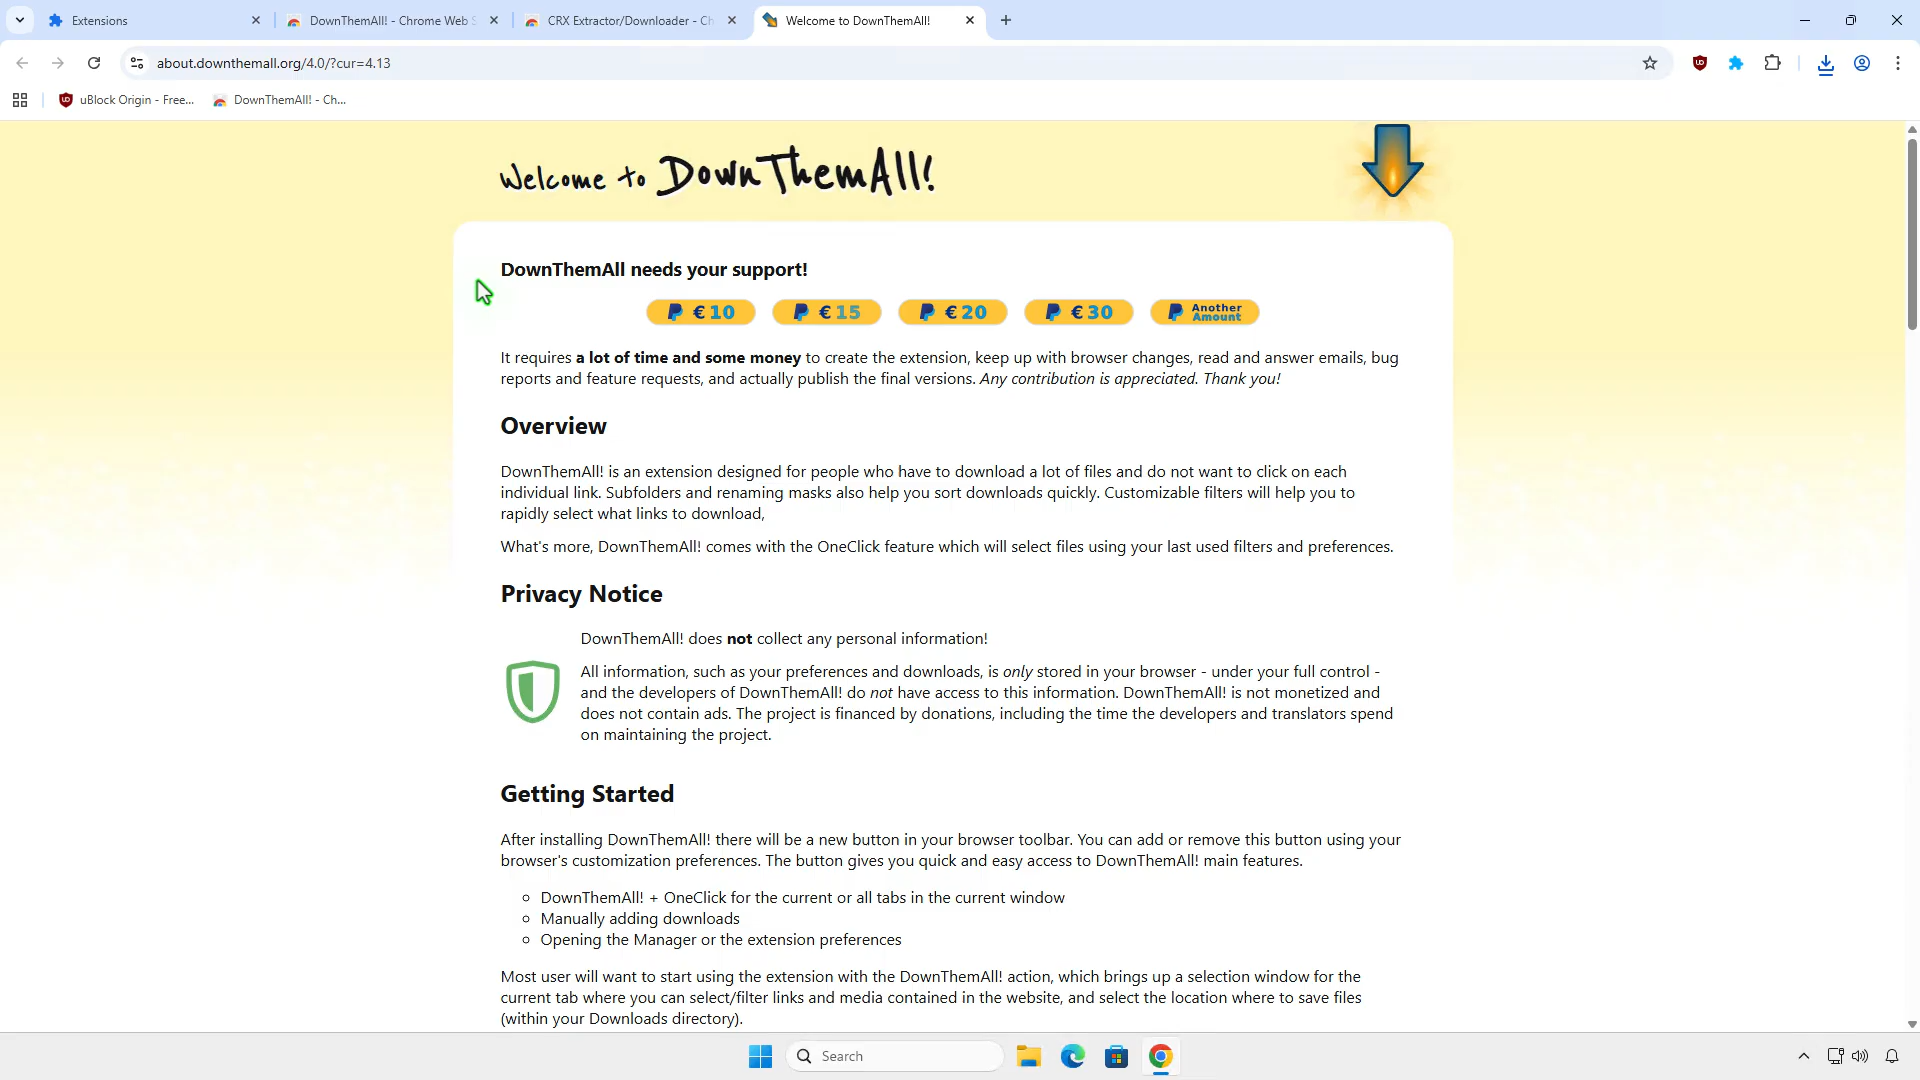 Extensions
DownThemAll! - Chrome Web S
CRX Extractor/Downloader - Ch
Welcome to DownThemAll!
about.downthemall.org/4.0/?cur=4.13
uBlock Origin - Free...
DownThemAll! - Ch...
Welcome to DownThemAll!
DownThemAll needs your support!
€ 10
€ 15
€ 20
€ 30
Another Amount
It requires a lot of time and some money to create the extension, keep up with browser changes, read and answer emails, bug
reports and feature requests, and actually publish the final versions. Any contribution is appreciated. Thank you!
Overview
DownThemAll! is an extension designed for people who have to download a lot of files and do not want to click on each
individual link. Subfolders and renaming masks also help you sort downloads quickly. Customizable filters will help you to
rapidly select what links to download,
What's more, DownThemAll! comes with the OneClick feature which will select files using your last used filters and preferences.
Privacy Notice
DownThemAll! does not collect any personal information!
All information, such as your preferences and downloads, is only stored in your browser - under your full control -
and the developers of DownThemAll! do not have access to this information. DownThemAll! is not monetized and
does not contain ads. The project is financed by donations, including the time the developers and translators spend
on maintaining the project.
Getting Started
After installing DownThemAll! there will be a new button in your browser toolbar. You can add or remove this button using your
browser's customization preferences. The button gives you quick and easy access to DownThemAll! main features.
DownThemAll! + OneClick for the current or all tabs in the current window
Manually adding downloads
Opening the Manager or the extension preferences
Most user will want to start using the extension with the DownThemAll! action, which brings up a selection window for the
current tab where you can select/filter links and media contained in the website, and select the location where to save files
(within your Downloads directory).
Search